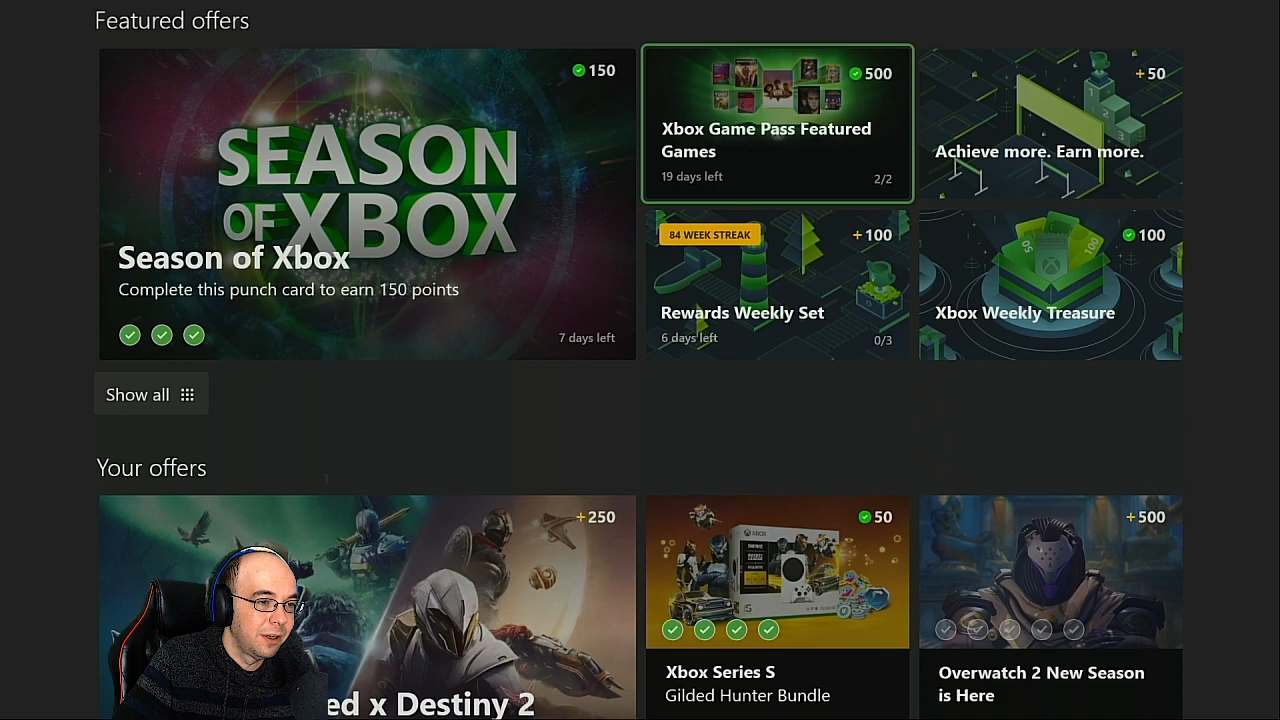 Featured offers
150
SEASON
OF XBOX
Season of Xbox
Complete this punch card to earn 150 points
7 days left
500
Xbox Game Pass Featured
Games
19 days left
2/2
+50
Achieve more. Earn more.
84 WEEK STREAK
+100
Rewards Weekly Set
6 days left
0/3
100
50
100
Xbox Weekly Treasure
Show all
Your offers
+250
ed x Destiny 2
50
XBOX
Xbox Series S
Gilded Hunter Bundle
+500
Overwatch 2 New Season
is Here